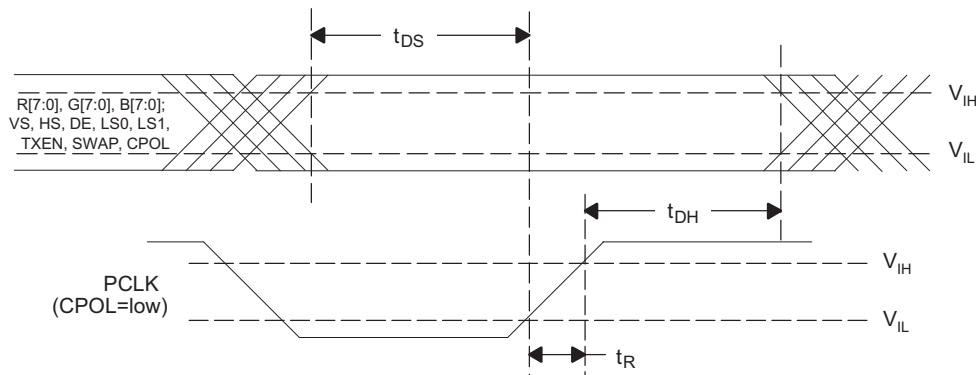 tDS
R[7:0], G[7:0], B[7:0];
VS, HS, DE, LS0, LS1,
TXEN, SWAP, CPOL
VIH
VIL
tDH
PCLK
(CPOL=low)
VIH
VIL
tR